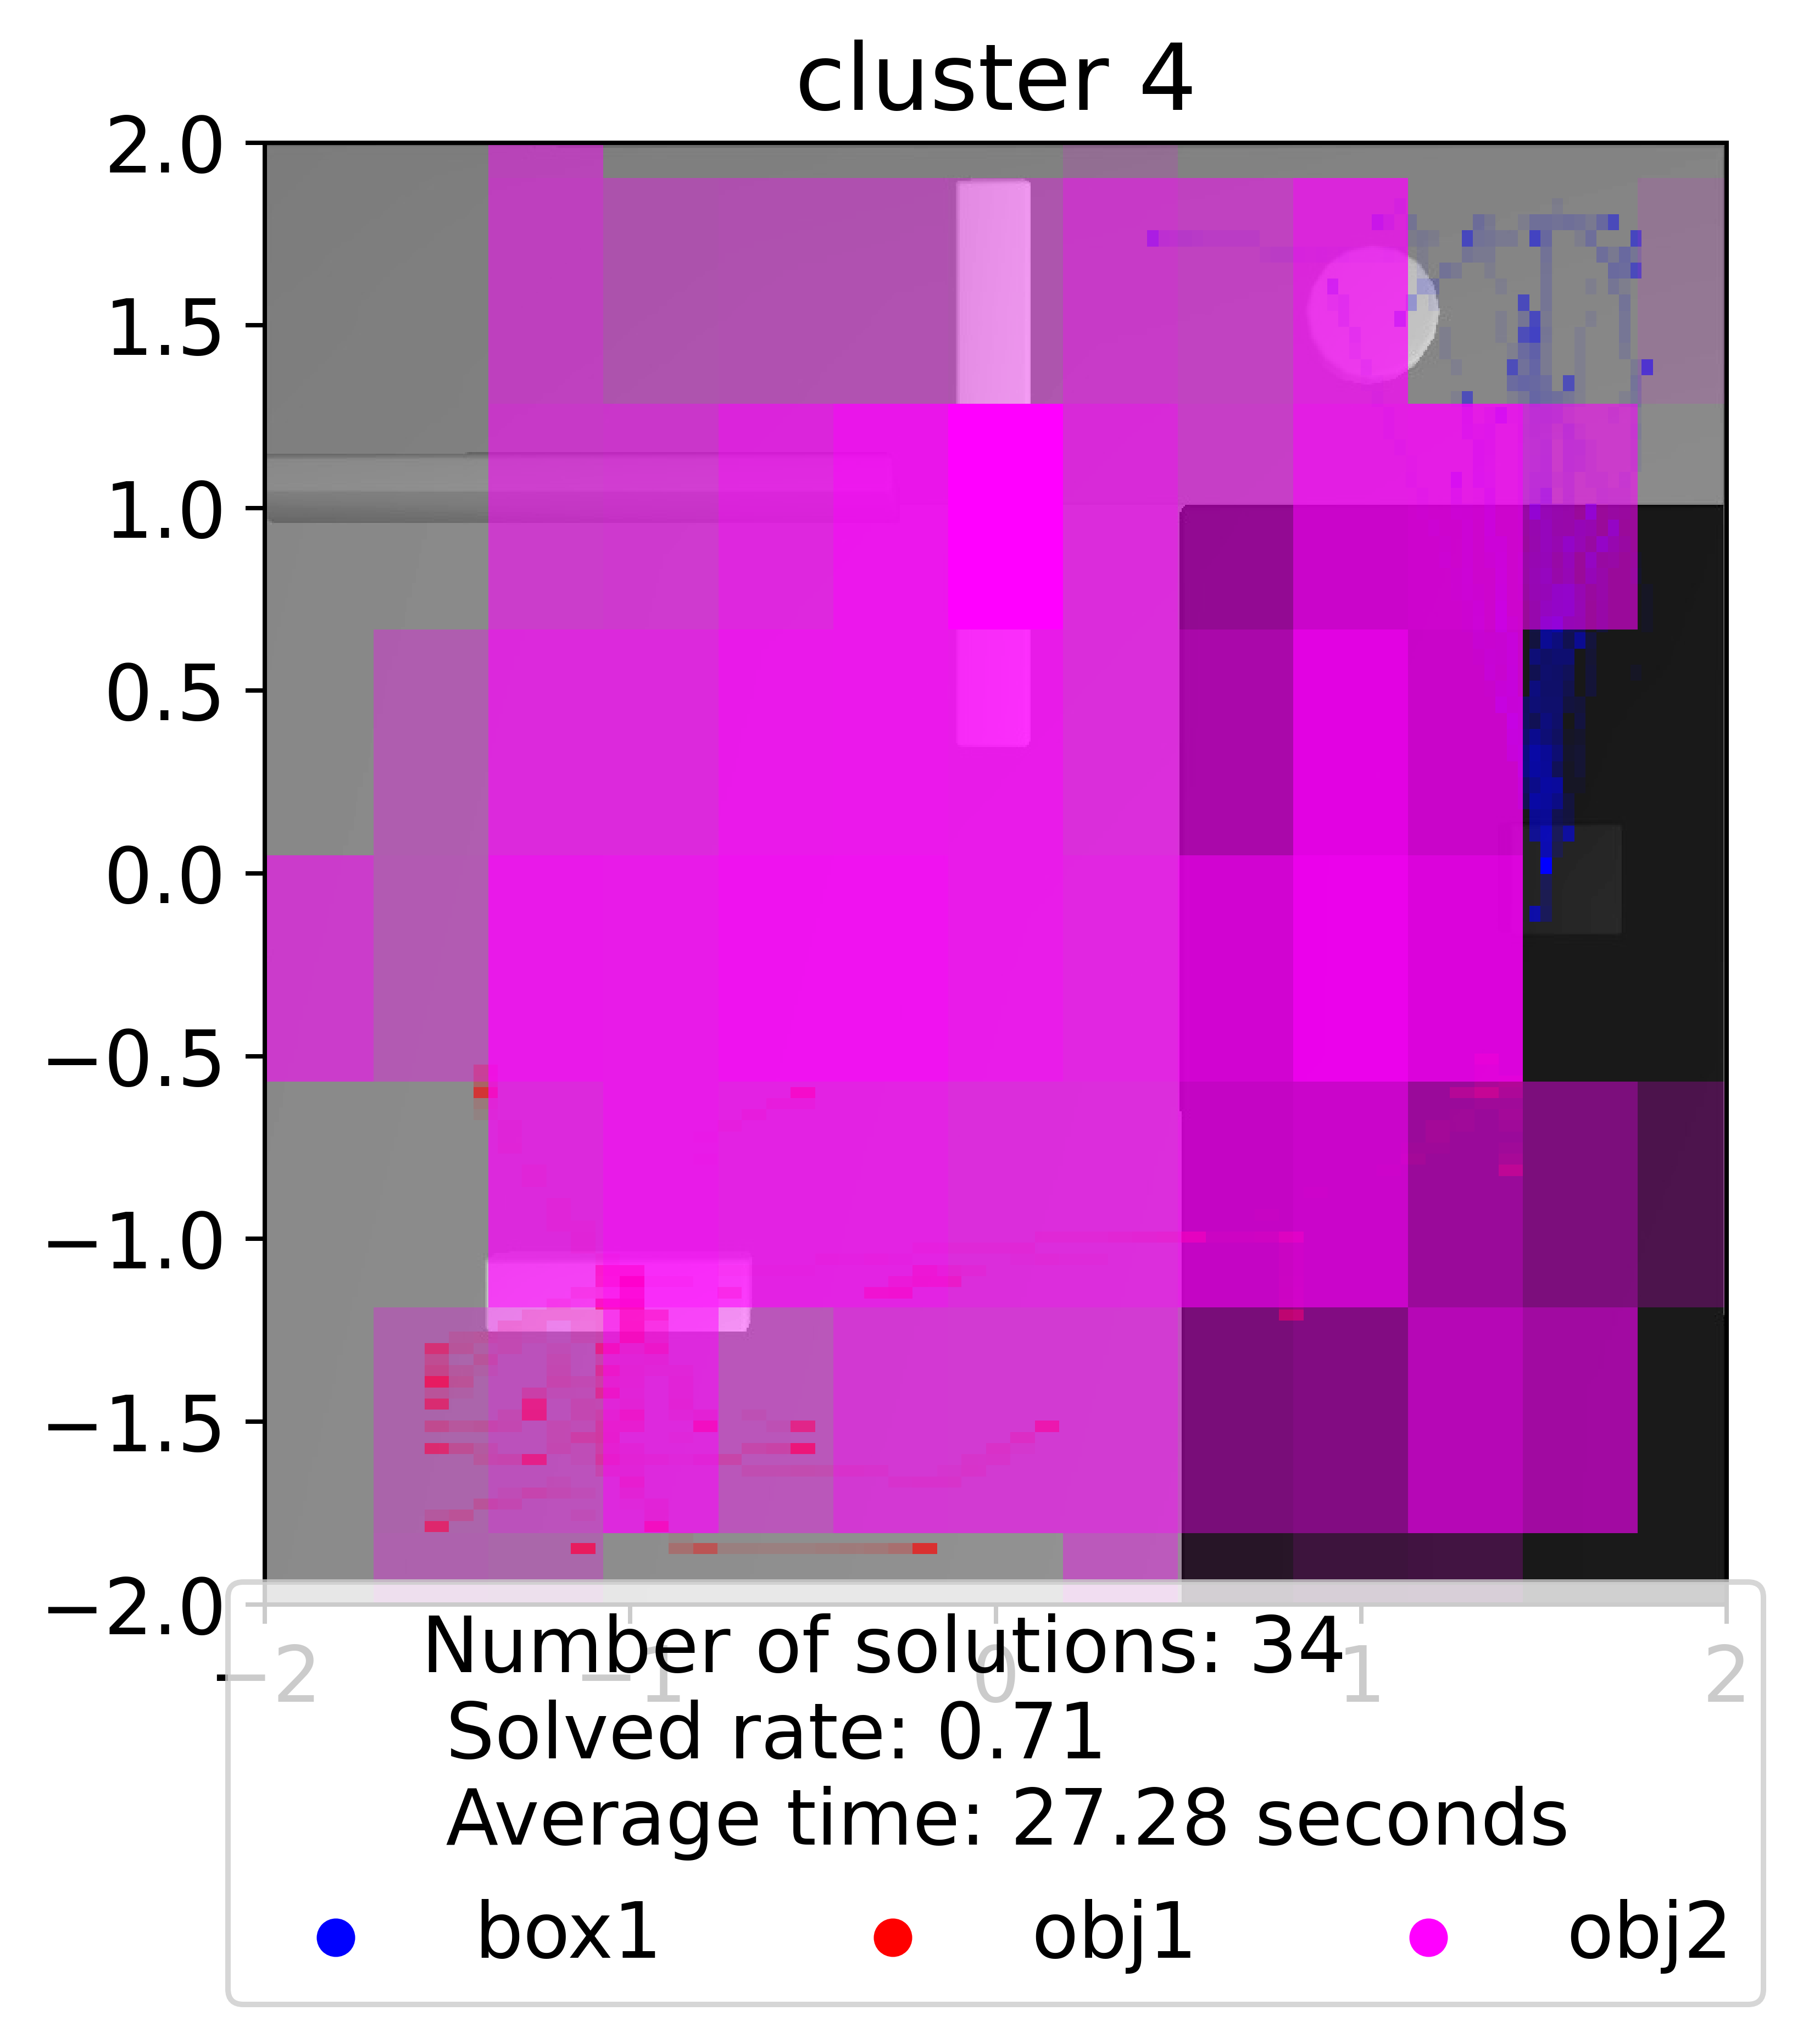 cluster 4
2.0
1.5
1.0
0.5
0.0
−0.5
−1.0
−1.5
−2.0
−2 −1 0 1 2
Number of solutions: 34
Solved rate: 0.71
Average time: 27.28 seconds
box1 obj1 obj2